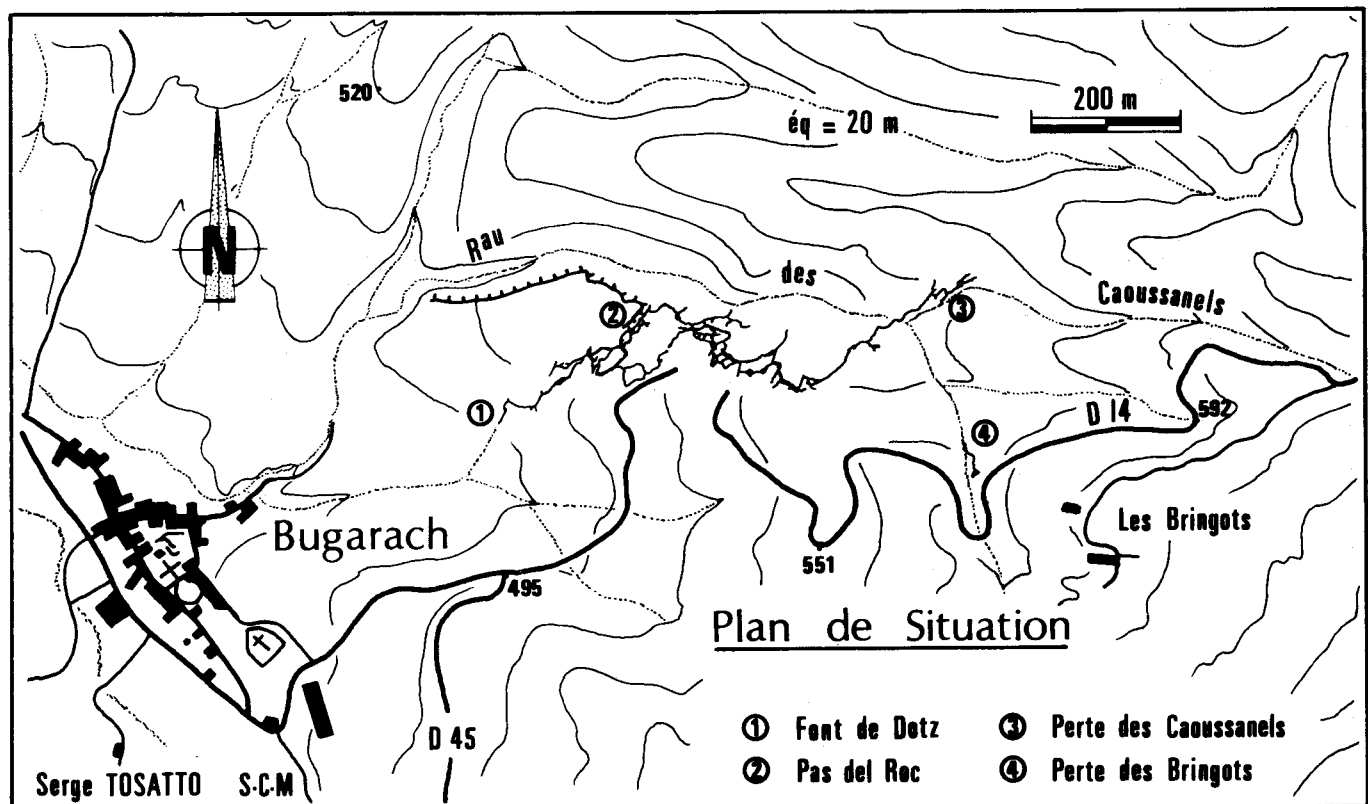 520
200 m
éq = 20 m
N
Rau des Caoussanels
2
3
1
4
D 14
592
Bugarach
Les Bringots
551
495
Plan de Situation
D 45
1 Font de Dotz
2 Pas del Roc
3 Perte des Caoussanels
4 Perte des Bringots
Serge TOSATTO S.C.M